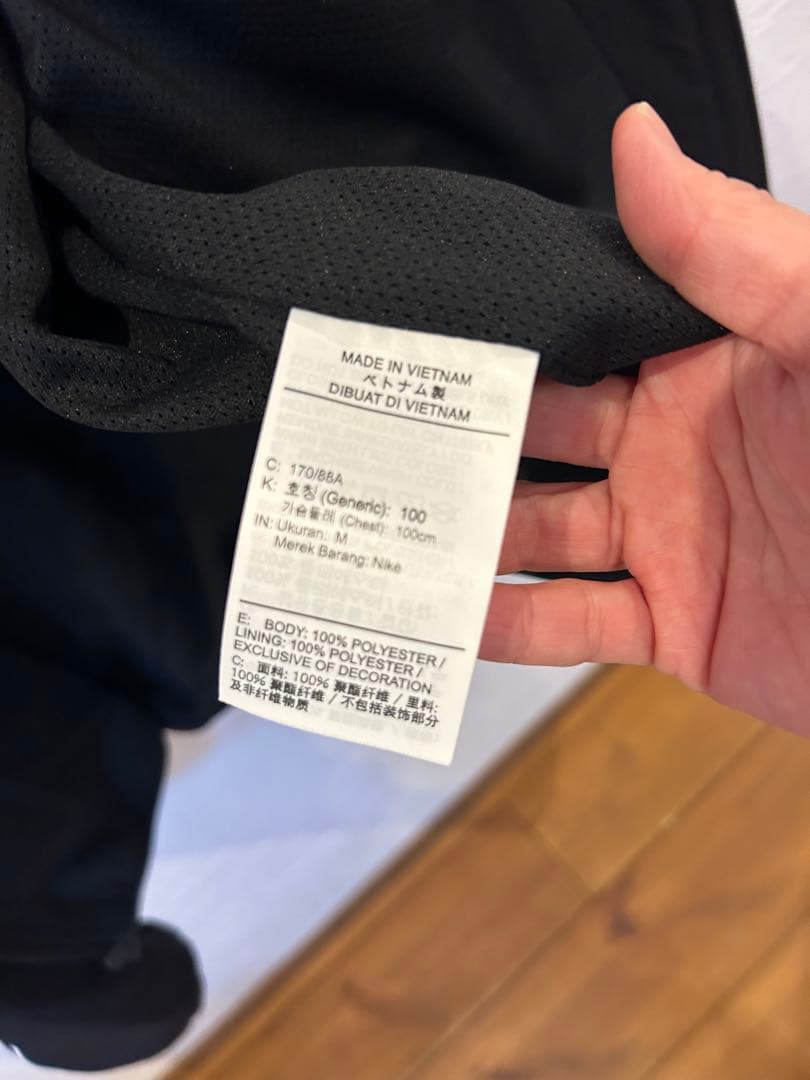 MADE IN VIETNAM
ベトナム製
DIBUAT DI VIETNAM
C: 170/88A
K: 호칭 (Generic): 100
가슴둘레 (Chest): 100cm
IN: Ukuran: M
Merek Barang: Nike
E: BODY: 100% POLYESTER /
LINING: 100% POLYESTER /
EXCLUSIVE OF DECORATION
C: 面料: 100% 聚酯纤维 / 里料:
100% 聚酯纤维 / 不包括装饰部分
及非纤维物质